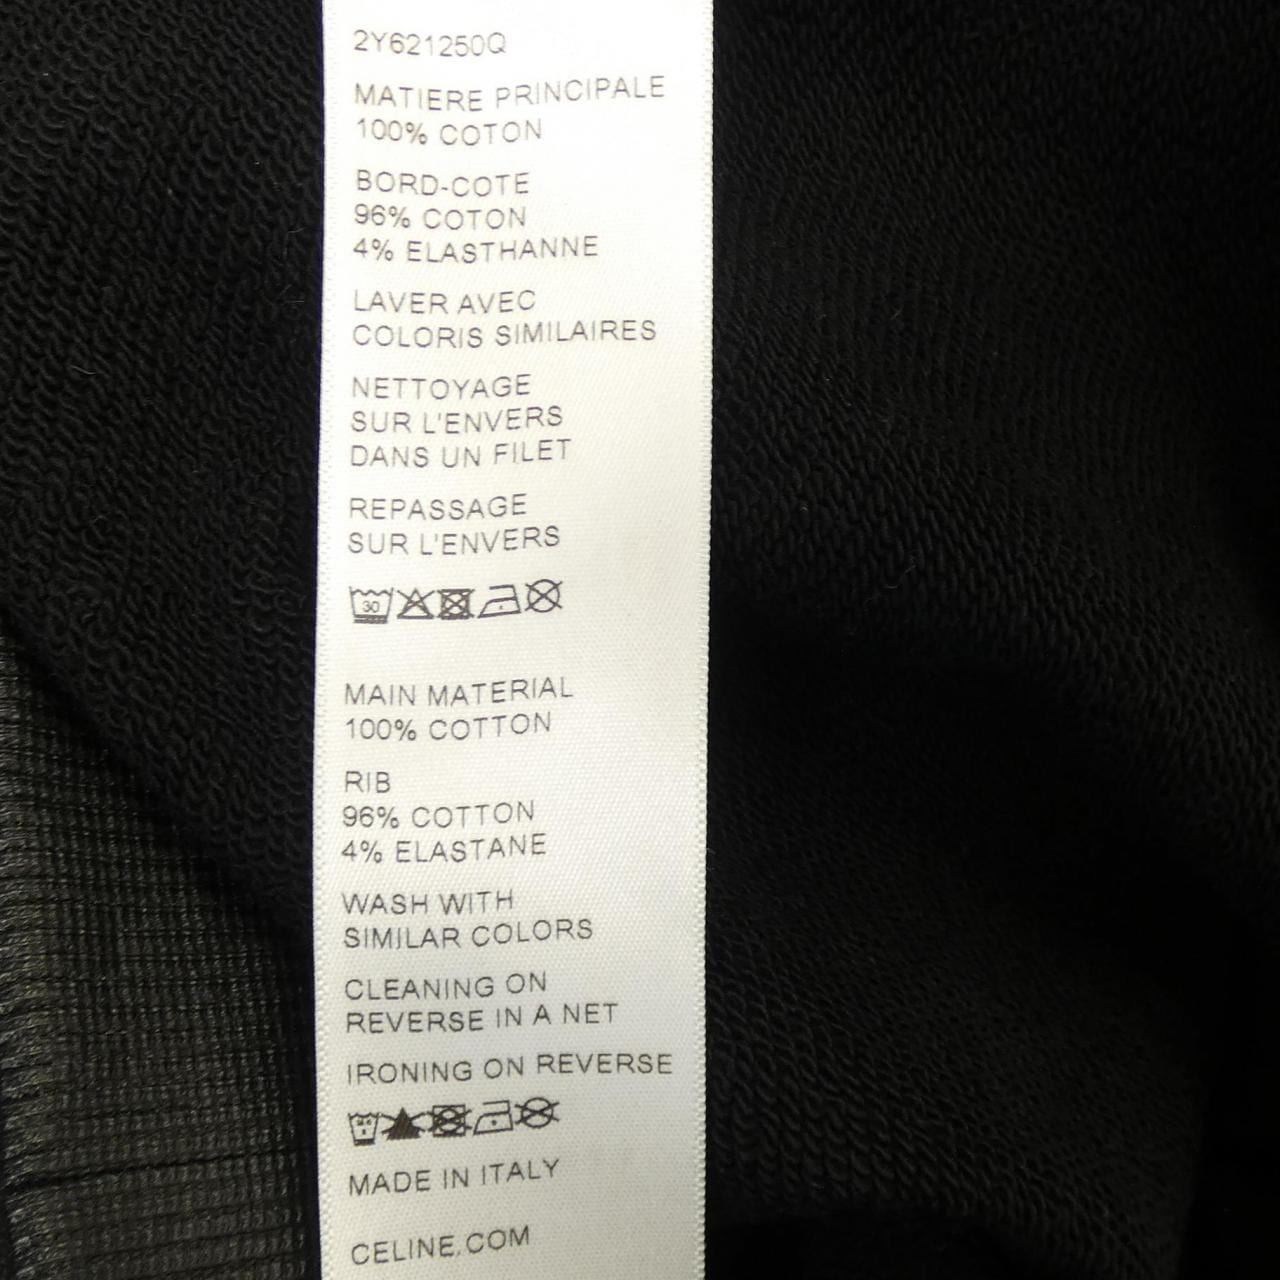 2Y621250Q
MATIERE PRINCIPALE
100% COTON
BORD-COTE
96% COTON
4% ELASTHANNE
LAVER AVEC
COLORIS SIMILAIRES
NETTOYAGE
SUR L'ENVERS
DANS UN FILET
REPASSAGE
SUR L'ENVERS
30
MAIN MATERIAL
100% COTTON
RIB
96% COTTON
4% ELASTANE
WASH WITH
SIMILAR COLORS
CLEANING ON
REVERSE IN A NET
IRONING ON REVERSE
MADE IN ITALY
CELINE.COM